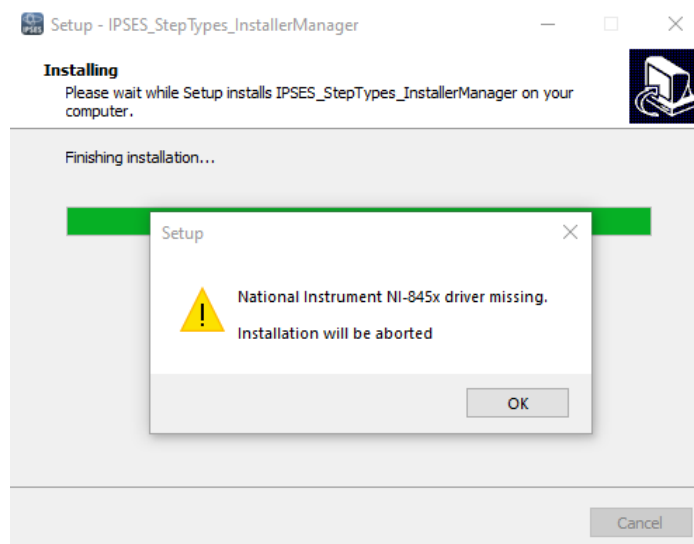 IPSES
Setup - IPSES_StepTypes_InstallerManager
Installing
Please wait while Setup installs IPSES_StepTypes_InstallerManager on your
computer.
Finishing installation...
Setup
National Instrument NI-845x driver missing.
Installation will be aborted
OK
Cancel